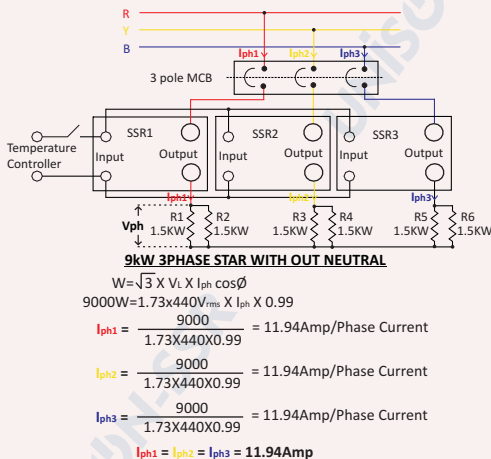 R
Y
B
Iph1 Iph2 Iph3
3 pole MCB
SSR1 SSR2 SSR3
Temperature
Controller
Input Output Input Output Input Output
Iph1 Iph2 Iph3
Vph
R1 R2 R3 R4 R5 R6
1.5KW 1.5KW 1.5KW 1.5KW 1.5KW 1.5KW
9kW 3PHASE STAR WITH OUT NEUTRAL
W=√3 X VL X Iph cosØ
9000W=1.73x440Vrms X Iph X 0.99
Iph1 = 9000 / 1.73X440X0.99 = 11.94Amp/Phase Current
Iph2 = 9000 / 1.73X440X0.99 = 11.94Amp/Phase Current
Iph3 = 9000 / 1.73X440X0.99 = 11.94Amp/Phase Current
Iph1 = Iph2 = Iph3 = 11.94Amp